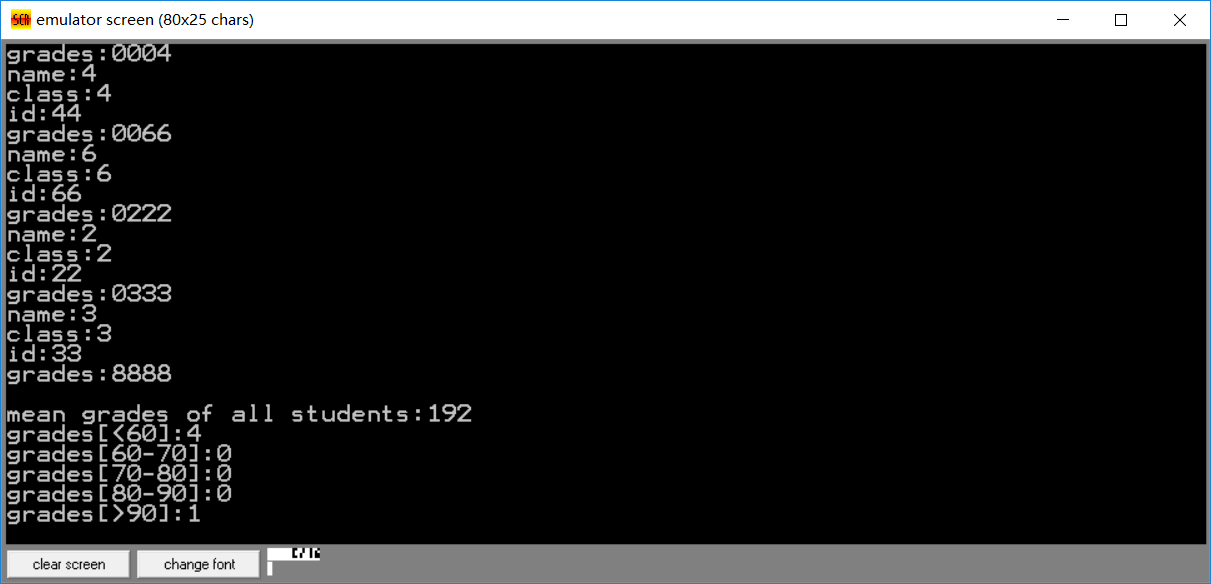 emulator screen (80x25 chars)
grades:0004
name:4
class:4
id:44
grades:0066
name:6
class:6
id:66
grades:0222
name:2
class:2
id:22
grades:0333
name:3
class:3
id:33
grades:8888
mean grades of all students:192
grades[<60]:4
grades[60-70]:0
grades[70-80]:0
grades[80-90]:0
grades[>90]:1
clear screen change font